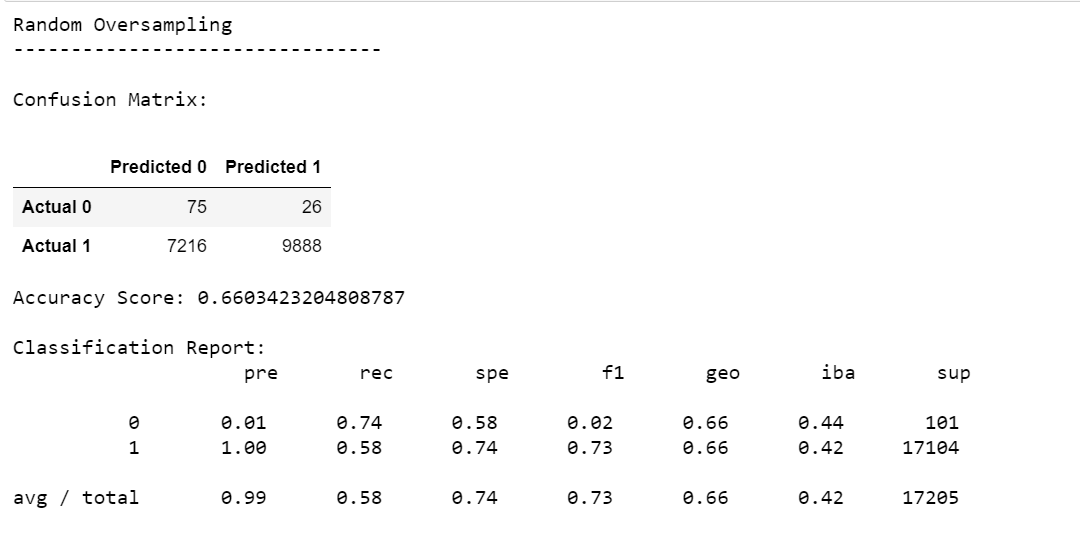 Random Oversampling
--------------------------------
Confusion Matrix:
Predicted 0 Predicted 1
Actual 0 75 26
Actual 1 7216 9888
Accuracy Score: 0.6603423204808787
Classification Report:
pre rec spe f1 geo iba sup
0 0.01 0.74 0.58 0.02 0.66 0.44 101
1 1.00 0.58 0.74 0.73 0.66 0.42 17104
avg / total 0.99 0.58 0.74 0.73 0.66 0.42 17205